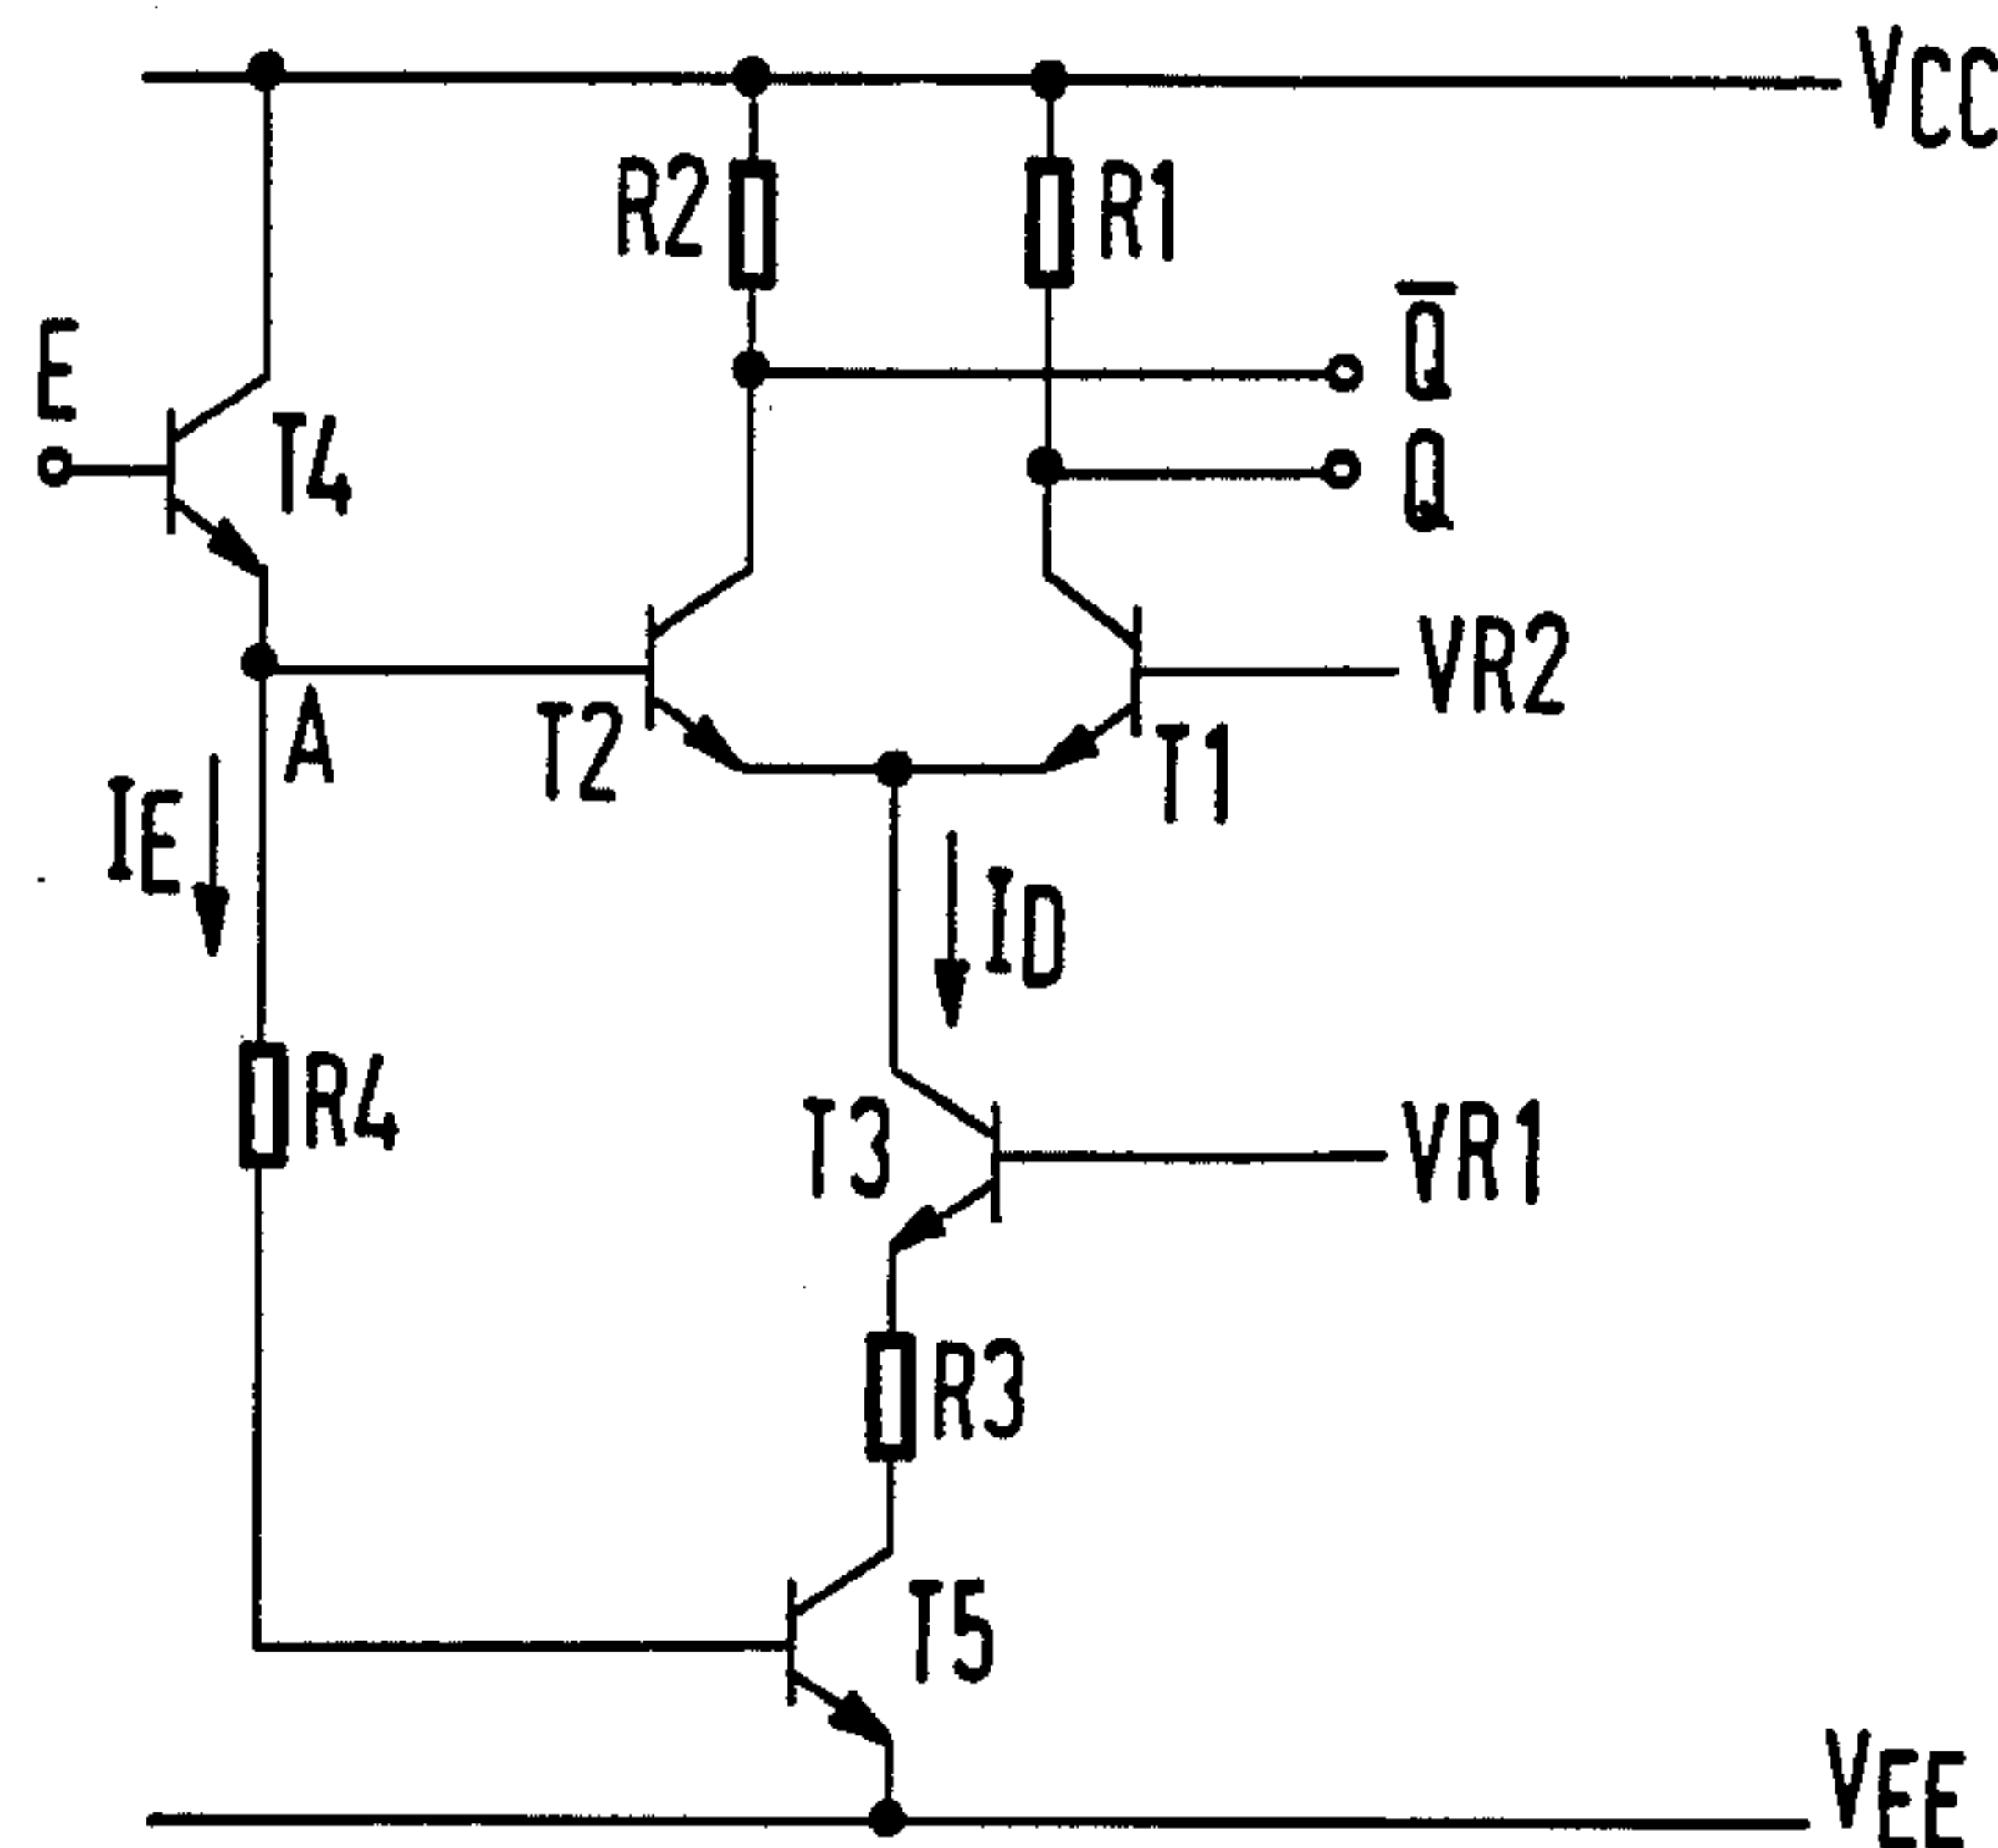 VCC
R2
R1
Q̅
E
T4
Q
VR2
A
T2
T1
IE
ID
R4
T3
VR1
R3
T5
VEE